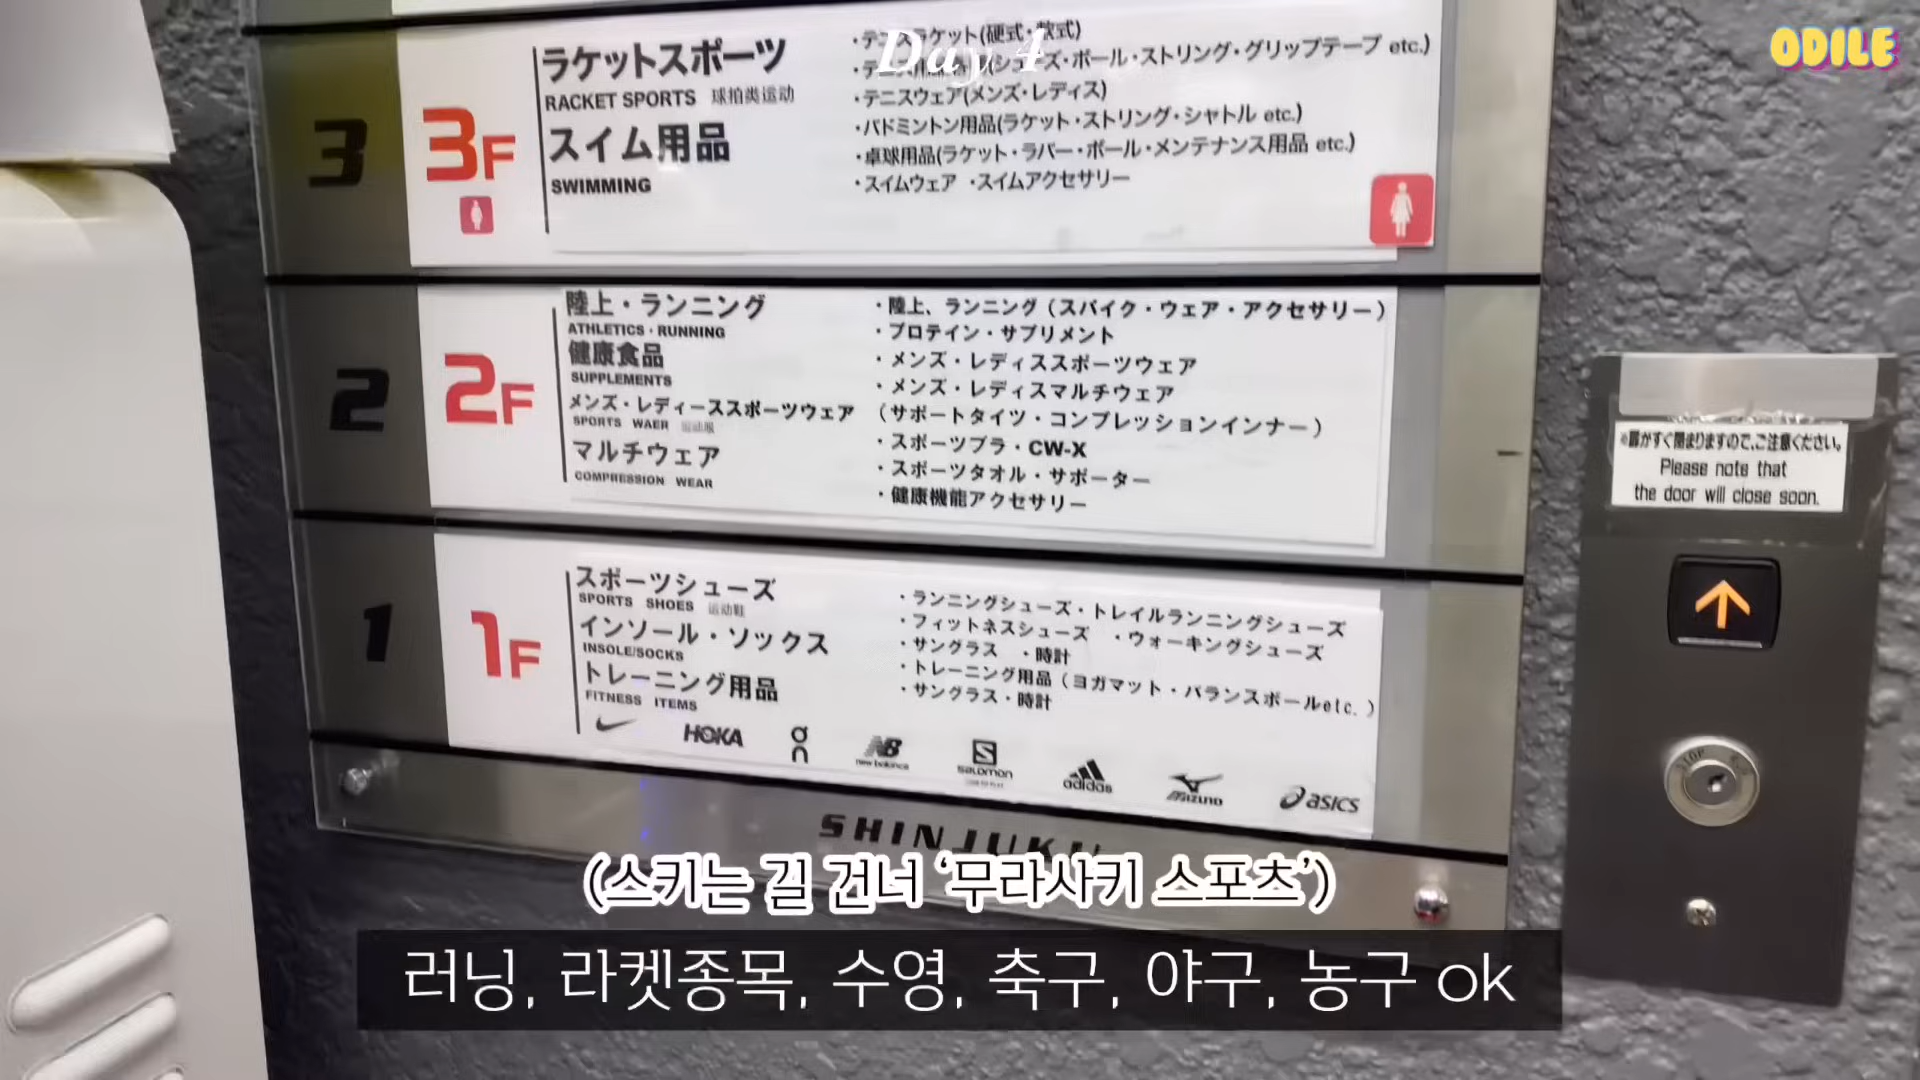 ODILE
Day 4
3
3F
ラケットスポーツ
RACKET SPORTS 球拍类运动
スイム用品
SWIMMING
(硬式・軟式)
ボール・ストリング・グリップテープ etc.)
・テニスウェア(メンズ・レディス)
・バドミントン用品(ラケット・ストリング・シャトル etc.)
・卓球用品(ラケット・ラバー・ボール・メンテナンス用品 etc.)
・スイムウェア ・スイムアクセサリー
2
2F
陸上・ランニング
ATHLETICS・RUNNING
健康食品
SUPPLEMENTS
メンズ・レディーススポーツウェア
SPORTS WAER 运动服
マルチウェア
COMPRESSION WEAR
・陸上、ランニング（スパイク・ウェア・アクセサリー）
・プロテイン・サプリメント
・メンズ・レディススポーツウェア
・メンズ・レディスマルチウェア
（サポートタイツ・コンプレッションインナー）
・スポーツブラ・CW-X
・スポーツタオル・サポーター
・健康機能アクセサリー
1
1F
スポーツシューズ
SPORTS SHOES 运动鞋
インソール・ソックス
INSOLE/SOCKS
トレーニング用品
FITNESS ITEMS
・ランニングシューズ・トレイルランニングシューズ
・フィットネスシューズ ・ウォーキングシューズ
・サングラス ・時計
・トレーニング用品（ヨガマット・バランスボールetc.）
・サングラス・時計
HOKA
on
NB
new balance
S
SALOMON
adidas
MIZUNO
asics
SHINJUKU
※扉がすぐ閉まりますので、ご注意ください。
Please note that
the door will close soon.
STOP
(스키는 길 건너 ‘무라사키 스포츠’)
러닝, 라켓종목, 수영, 축구, 야구, 농구 ok